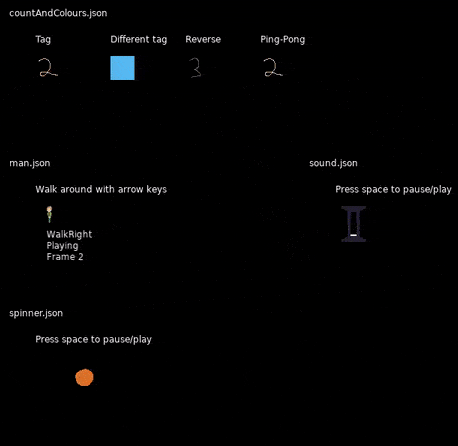 countAndColours.json
Tag Different tag Reverse Ping-Pong
2 3 2
man.json sound.json
Walk around with arrow keys Press space to pause/play
WalkRight
Playing
Frame 2
spinner.json
Press space to pause/play